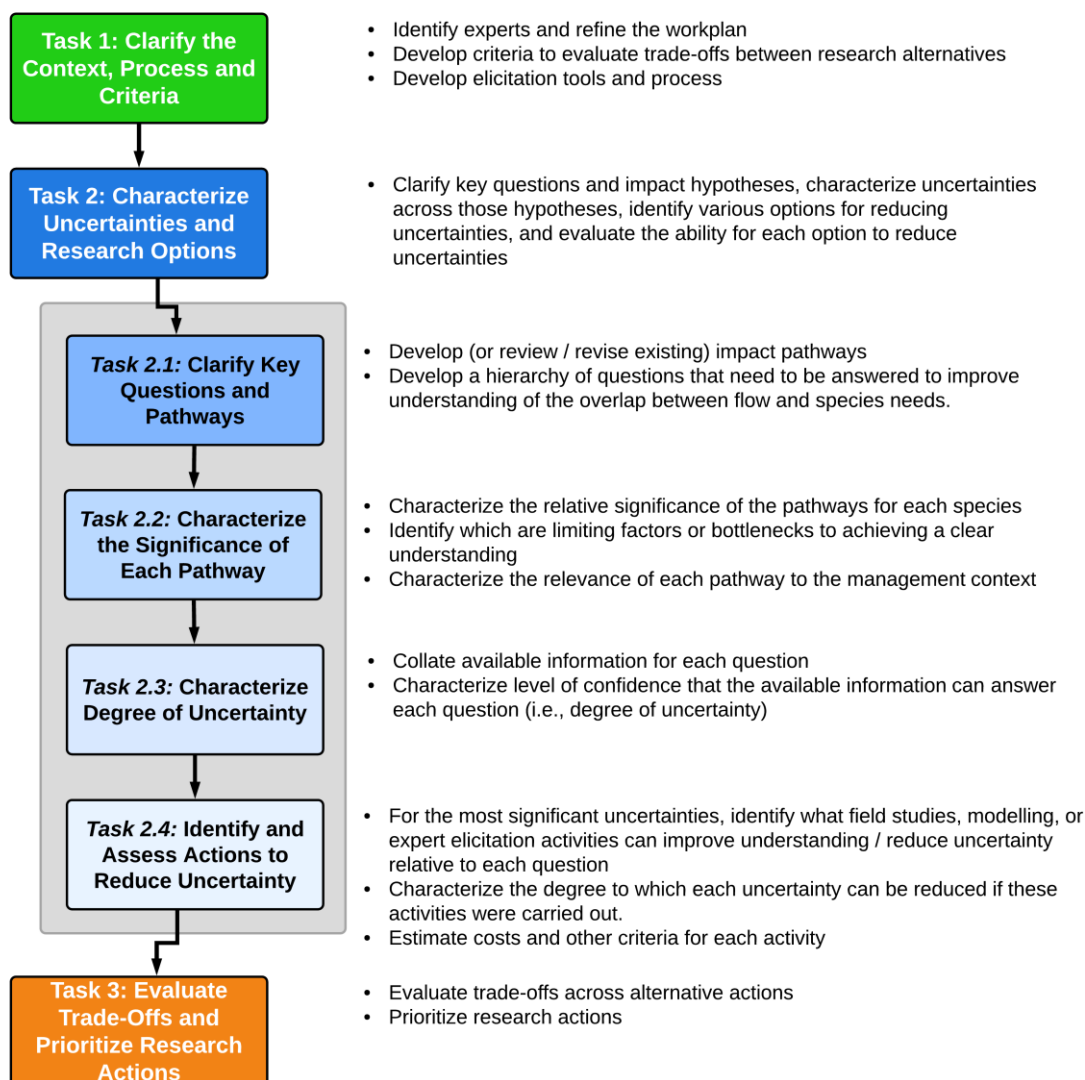 Task 1: Clarify the
Context, Process and
Criteria
• Identify experts and refine the workplan
• Develop criteria to evaluate trade-offs between research alternatives
• Develop elicitation tools and process
Task 2: Characterize
Uncertainties and
Research Options
• Clarify key questions and impact hypotheses, characterize uncertainties
across those hypotheses, identify various options for reducing
uncertainties, and evaluate the ability for each option to reduce
uncertainties
Task 2.1: Clarify Key
Questions and
Pathways
• Develop (or review / revise existing) impact pathways
• Develop a hierarchy of questions that need to be answered to improve
understanding of the overlap between flow and species needs.
Task 2.2: Characterize
the Significance of
Each Pathway
• Characterize the relative significance of the pathways for each species
• Identify which are limiting factors or bottlenecks to achieving a clear
understanding
• Characterize the relevance of each pathway to the management context
Task 2.3: Characterize
Degree of Uncertainty
• Collate available information for each question
• Characterize level of confidence that the available information can answer
each question (i.e., degree of uncertainty)
Task 2.4: Identify and
Assess Actions to
Reduce Uncertainty
• For the most significant uncertainties, identify what field studies, modelling, or
expert elicitation activities can improve understanding / reduce uncertainty
relative to each question
• Characterize the degree to which each uncertainty can be reduced if these
activities were carried out.
• Estimate costs and other criteria for each activity
Task 3: Evaluate
Trade-Offs and
Prioritize Research
Actions
• Evaluate trade-offs across alternative actions
• Prioritize research actions